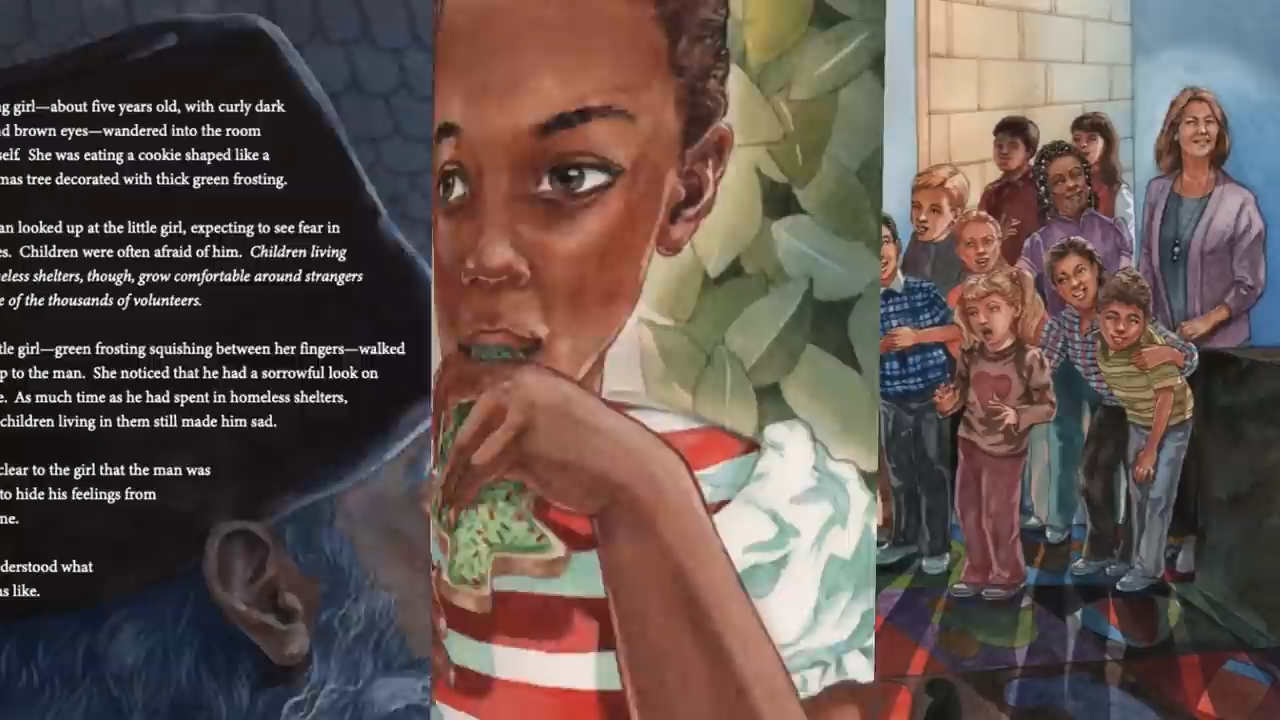 ng girl—about five years old, with curly dark
d brown eyes—wandered into the room
self. She was eating a cookie shaped like a
mas tree decorated with thick green frosting.
an looked up at the little girl, expecting to see fear in
es. Children were often afraid of him. Children living
eless shelters, though, grow comfortable around strangers
e of the thousands of volunteers.
tle girl—green frosting squishing between her fingers—walked
p to the man. She noticed that he had a sorrowful look on
e. As much time as he had spent in homeless shelters,
children living in them still made him sad.
clear to the girl that the man was
to hide his feelings from
ne.
derstood what
as like.